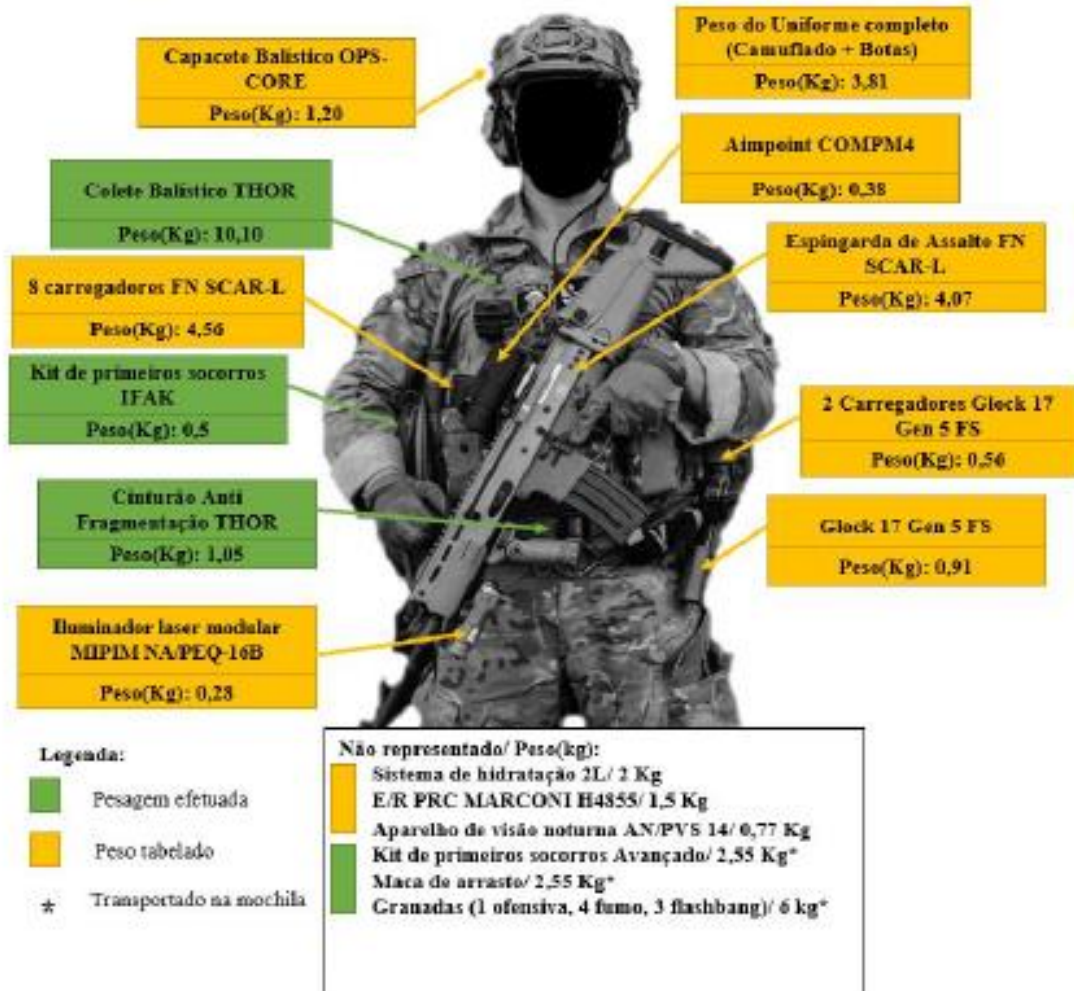 Capacete Balístico OPS-
CORE
Peso(Kg): 1,20
Peso do Uniforme completo
(Camuflado + Botas)
Peso(Kg): 3,81
Aimpoint COMPM4
Peso(Kg): 0,38
Colete Balístico THOR
Peso(Kg): 10,10
Espingarda de Assalto FN
SCAR-L
Peso(Kg): 4,07
8 carregadores FN SCAR-L
Peso(Kg): 4,56
Kit de primeiros socorros
IFAK
Peso(Kg): 0,5
2 Carregadores Glock 17
Gen 5 FS
Peso(Kg): 0,56
Cinturão Anti
Fragmentação THOR
Peso(Kg): 1,05
Glock 17 Gen 5 FS
Peso(Kg): 0,91
Iluminador laser modular
MIPIM NA/PEQ-16B
Peso(Kg): 0,28
Legenda:
Pesagem efetuada
Peso tabelado
* Transportado na mochila
Não representado/ Peso(kg):
Sistema de hidratação 2L/ 2 Kg
E/R PRC MARCONI H4855/ 1,5 Kg
Aparelho de visão noturna AN/PVS 14/ 0,77 Kg
Kit de primeiros socorros Avançado/ 2,55 Kg*
Maca de arrasto/ 2,55 Kg*
Granadas (1 ofensiva, 4 fumo, 3 flashbang)/ 6 kg*